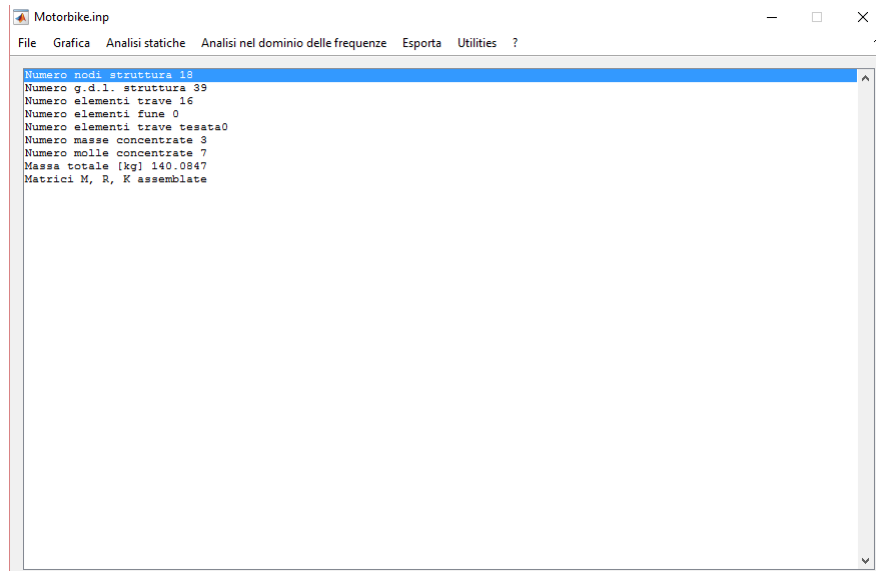 Motorbike.inp
File Grafica Analisi statiche Analisi nel dominio delle frequenze Esporta Utilities ?
Numero nodi struttura 18
Numero g.d.l. struttura 39
Numero elementi trave 16
Numero elementi fune 0
Numero elementi trave tesata0
Numero masse concentrate 3
Numero molle concentrate 7
Massa totale [kg] 140.0847
Matrici M, R, K assemblate